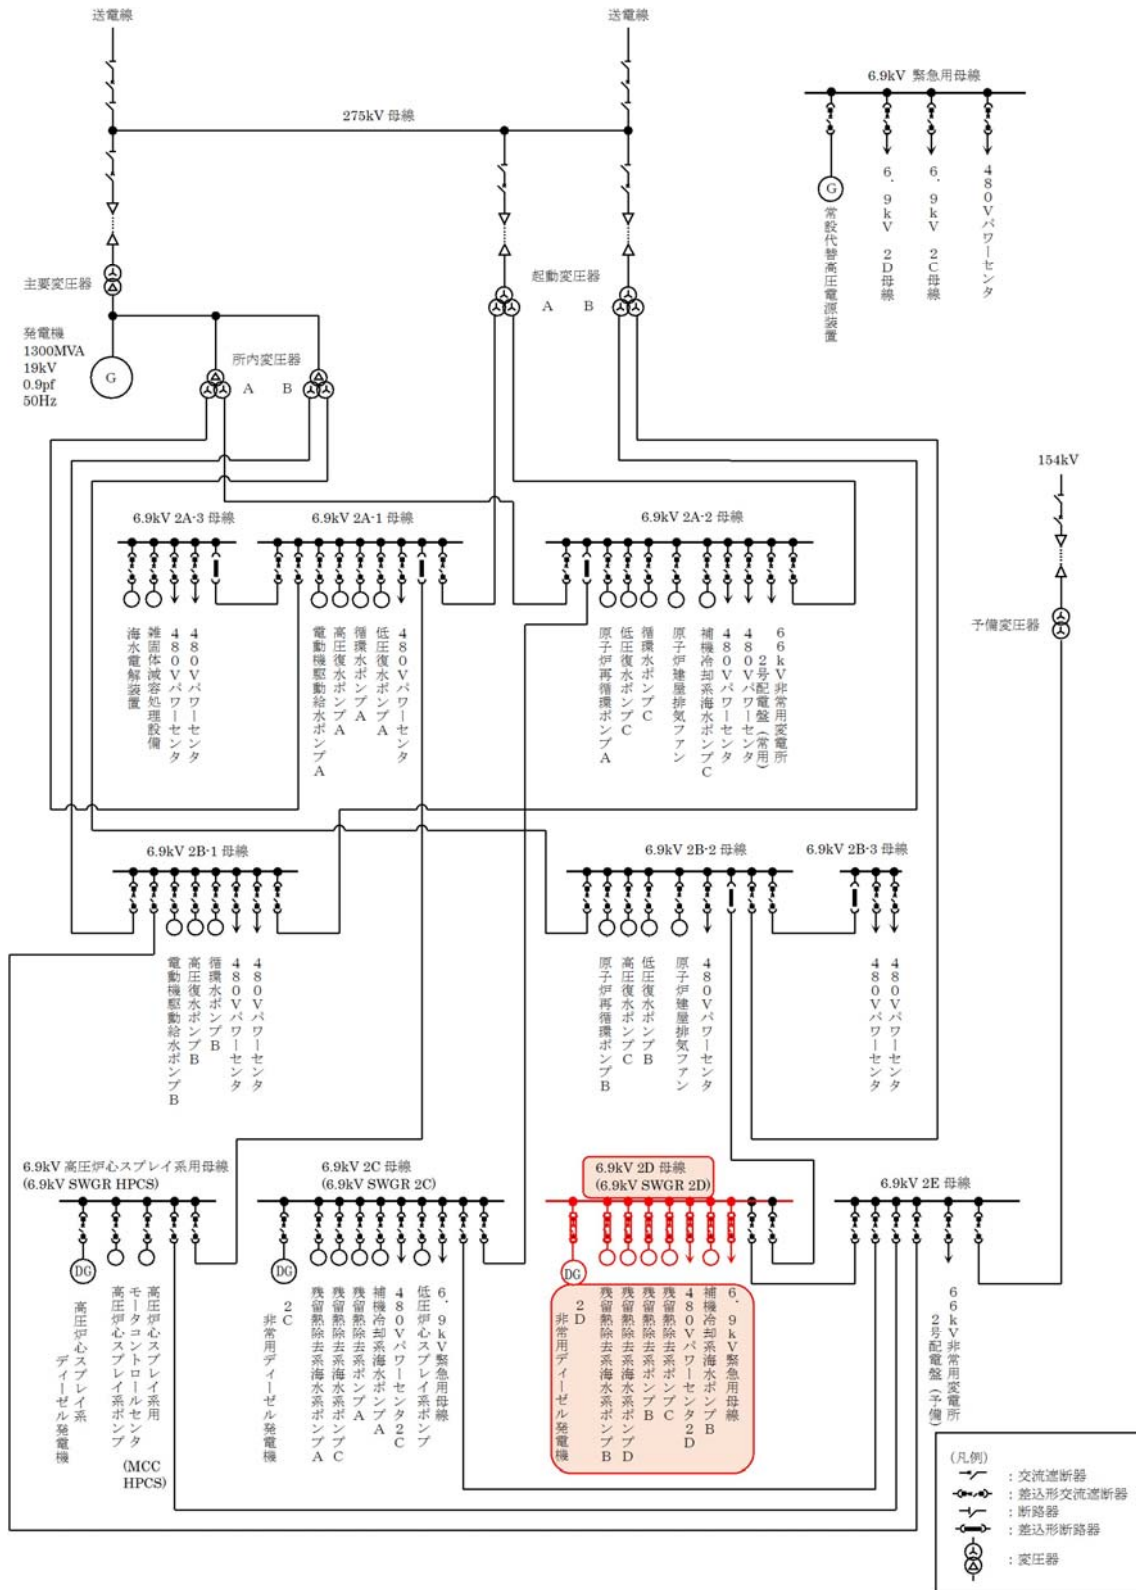 送電線
送電線
6.9kV 緊急用母線
275kV 母線
6.9kV 2D母線
6.9kV 2C母線
480Vパワーセンタ
G
常設代替高圧電源装置
主要変圧器
起動変圧器
A
B
発電機
1300MVA
19kV
0.9pf
50Hz
G
所内変圧器
A
B
154kV
予備変圧器
6.9kV 2A-3 母線
6.9kV 2A-1 母線
6.9kV 2A-2 母線
海水電解装置
雑固体減容処理設備
480Vパワーセンタ
480Vパワーセンタ
電動機駆動給水ポンプA
高圧復水ポンプA
循環水ポンプA
低圧復水ポンプA
480Vパワーセンタ
原子炉再循環ポンプA
低圧復水ポンプC
循環水ポンプC
原子炉建屋排気ファン
補機冷却系海水ポンプC
480Vパワーセンタ
480Vパワーセンタ
66kV非常用変電所
2号配電盤(常用)
6.9kV 2B-1 母線
6.9kV 2B-2 母線
6.9kV 2B-3 母線
電動機駆動給水ポンプB
高圧復水ポンプB
循環水ポンプB
480Vパワーセンタ
480Vパワーセンタ
原子炉再循環ポンプB
高圧復水ポンプC
低圧復水ポンプB
原子炉建屋排気ファン
480Vパワーセンタ
480Vパワーセンタ
480Vパワーセンタ
6.9kV 高圧炉心スプレイ系用母線
(6.9kV SWGR HPCS)
6.9kV 2C 母線
(6.9kV SWGR 2C)
6.9kV 2D 母線
(6.9kV SWGR 2D)
6.9kV 2E 母線
DG
高圧炉心スプレイ系
ディーゼル発電機
高圧炉心スプレイ系ポンプ
高圧炉心スプレイ系用
モータコントロールセンタ
(MCC
HPCS)
DG
2C
非常用ディーゼル発電機
残留熱除去系海水系ポンプA
残留熱除去系海水系ポンプC
残留熱除去系ポンプA
補機冷却系海水ポンプA
480Vパワーセンタ2C
低圧炉心スプレイ系ポンプ
6.9kV緊急用母線
DG
2D
非常用ディーゼル発電機
残留熱除去系海水系ポンプB
残留熱除去系海水系ポンプD
残留熱除去系ポンプB
残留熱除去系ポンプC
480Vパワーセンタ2D
補機冷却系海水ポンプB
6.9kV緊急用母線
66kV非常用変電所
2号配電盤(予備)
(凡例)
:交流遮断器
:差込形交流遮断器
:断路器
:差込形断路器
:変圧器